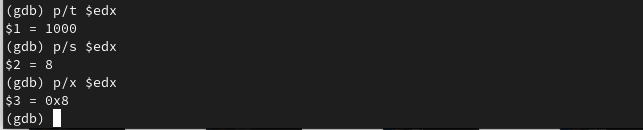 (gdb) p/t $edx
$1 = 1000
(gdb) p/s $edx
$2 = 8
(gdb) p/x $edx
$3 = 0x8
(gdb)